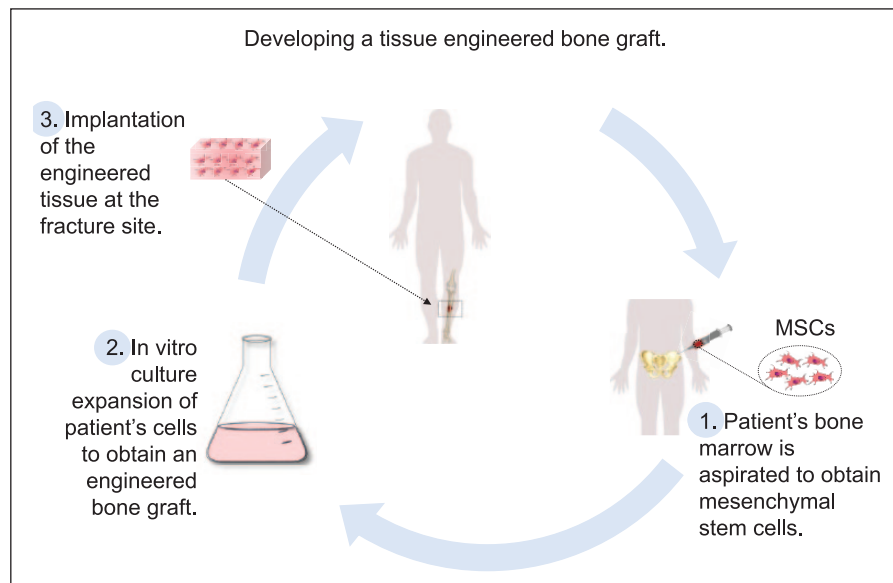 Developing a tissue engineered bone graft.
3. Implantation
of the
engineered
tissue at the
fracture site.
MSCs
1. Patient's bone
marrow is
aspirated to obtain
mesenchymal
stem cells.
2. In vitro
culture
expansion of
patient's cells
to obtain an
engineered
bone graft.